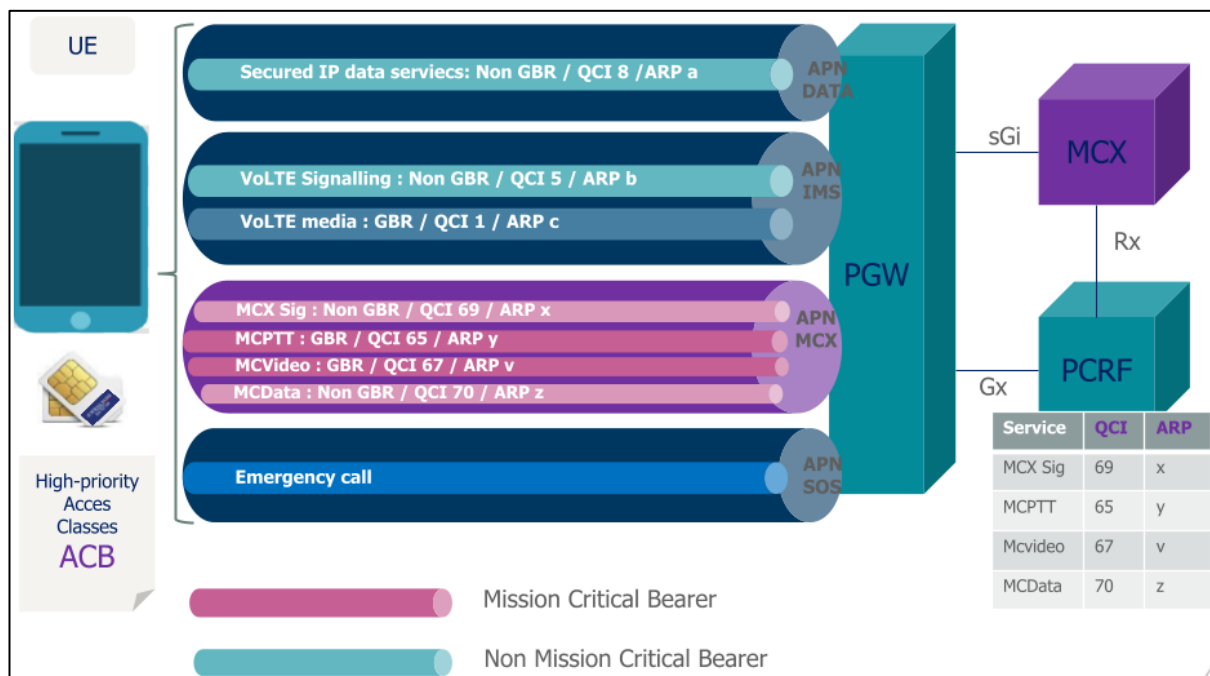 UE
Secured IP data serviecs: Non GBR / QCI 8 /ARP a
APN
DATA
VoLTE Signalling : Non GBR / QCI 5 / ARP b
VoLTE media : GBR / QCI 1 / ARP c
APN
IMS
MCX Sig : Non GBR / QCI 69 / ARP x
MCPTT : GBR / QCI 65 / ARP y
MCVideo : GBR / QCI 67 / ARP v
MCData : Non GBR / QCI 70 / ARP z
APN
MCX
Emergency call
APN
SOS
PGW
sGi
MCX
Rx
Gx
PCRF
Service QCI ARP
MCX Sig 69 x
MCPTT 65 y
Mcvideo 67 v
MCData 70 z
High-priority
Acces
Classes
ACB
Mission Critical Bearer
Non Mission Critical Bearer